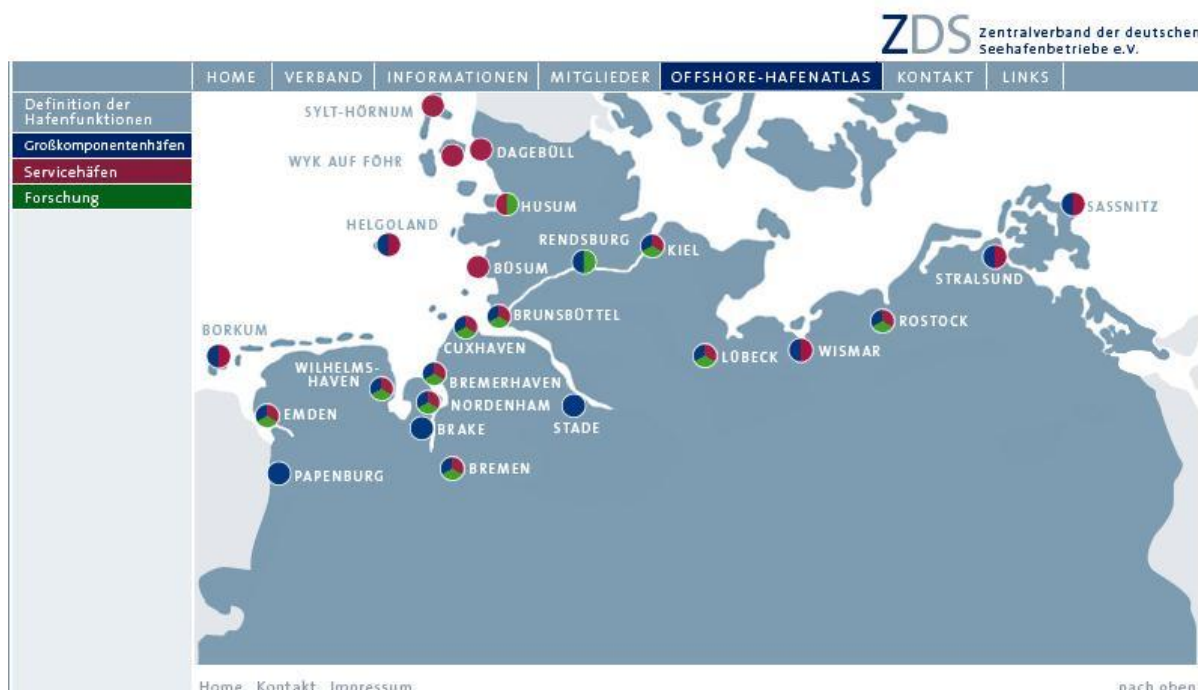 ZDS Zentralverband der deutschen
Seehafenbetriebe e.V.
HOME VERBAND INFORMATIONEN MITGLIEDER OFFSHORE-HAFENATLAS KONTAKT LINKS
Definition der
Hafenfunktionen
Großkomponentenhäfen
Servicehäfen
Forschung
SYLT-HÖRNUM
WYK AUF FÖHR
DAGEBÜLL
HUSUM
HELGOLAND
RENDSBURG
KIEL
BÜSUM
SASSNITZ
STRALSUND
BRUNSBÜTTEL
ROSTOCK
BORKUM
CUXHAVEN
LÜBECK
WISMAR
WILHELMS-
HAVEN
BREMERHAVEN
NORDENHAM
EMDEN
BRAKE
STADE
PAPENBURG
BREMEN
Home Kontakt Impressum
nach oben